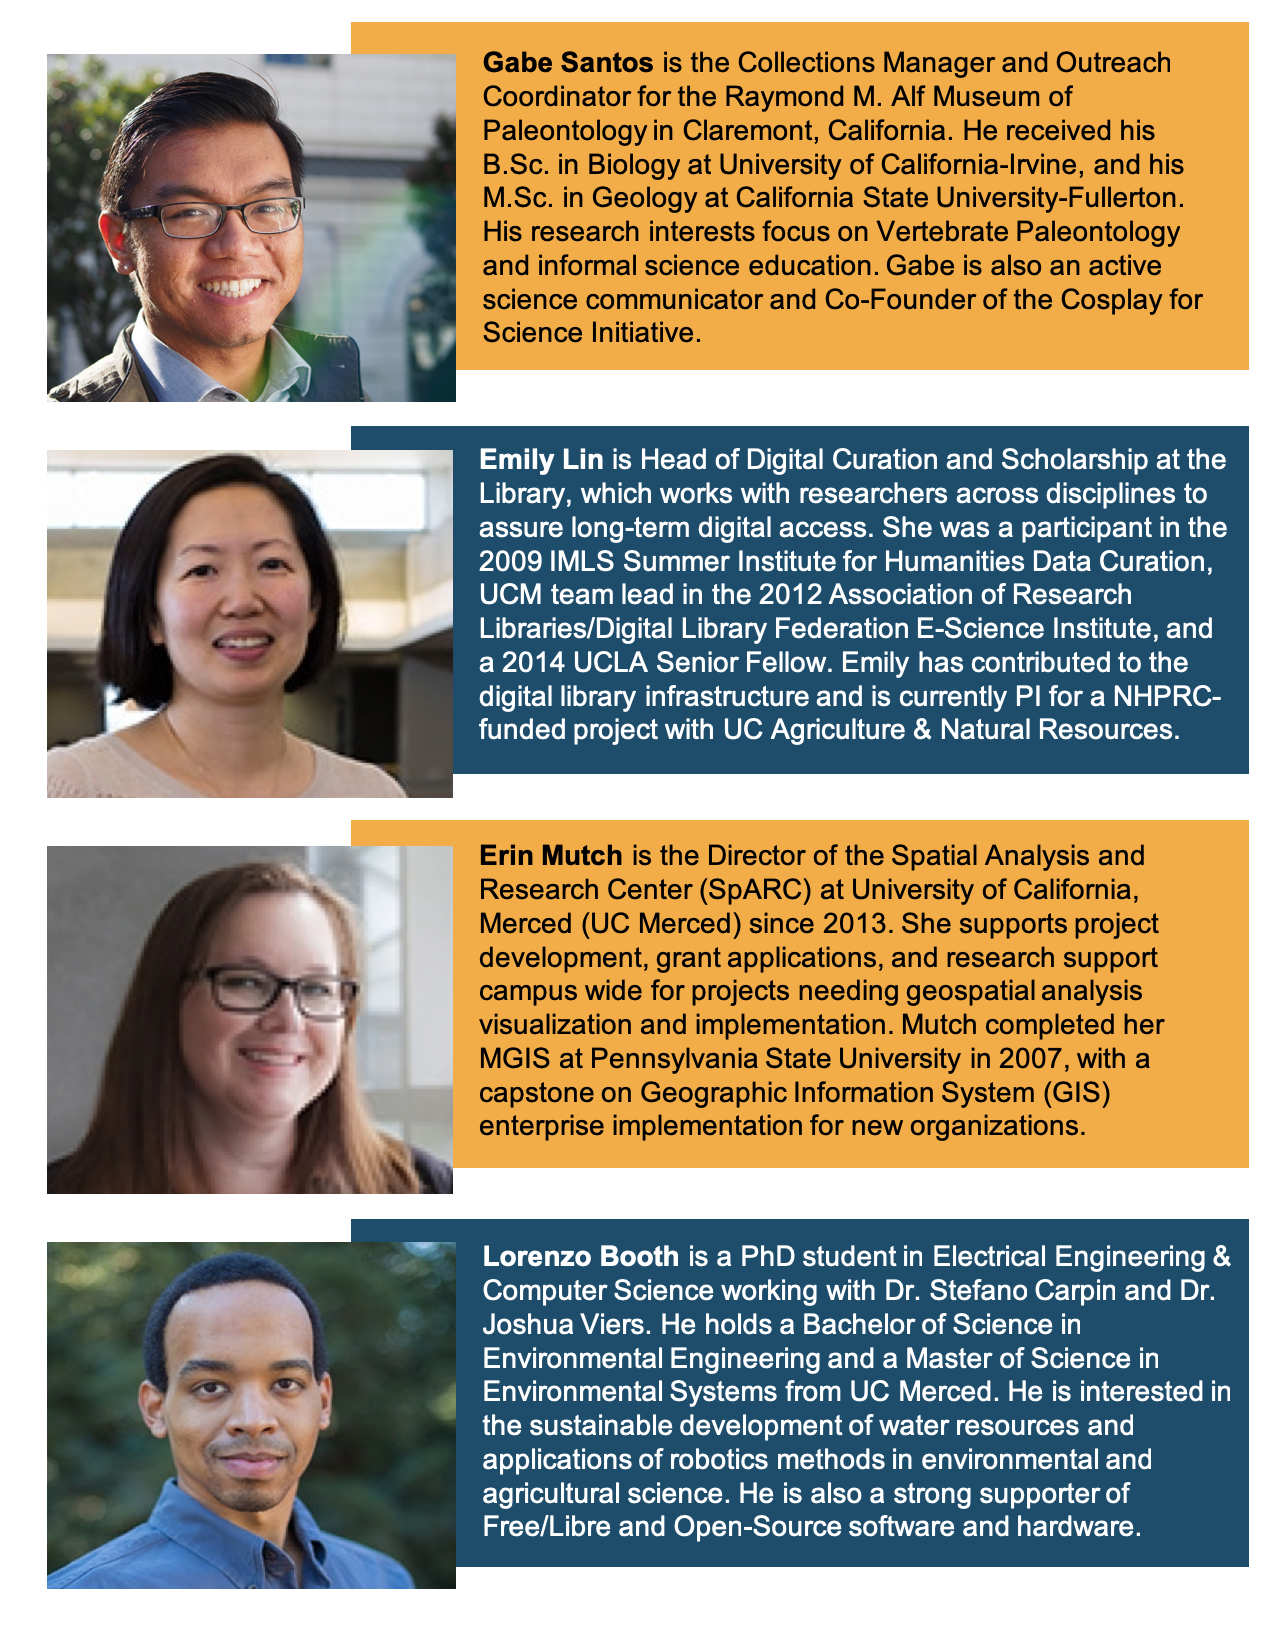 Gabe Santos is the Collections Manager and Outreach
Coordinator for the Raymond M. Alf Museum of
Paleontology in Claremont, California. He received his
B.Sc. in Biology at University of California-Irvine, and his
M.Sc. in Geology at California State University-Fullerton.
His research interests focus on Vertebrate Paleontology
and informal science education. Gabe is also an active
science communicator and Co-Founder of the Cosplay for
Science Initiative.
Emily Lin is Head of Digital Curation and Scholarship at the
Library, which works with researchers across disciplines to
assure long-term digital access. She was a participant in the
2009 IMLS Summer Institute for Humanities Data Curation,
UCM team lead in the 2012 Association of Research
Libraries/Digital Library Federation E-Science Institute, and
a 2014 UCLA Senior Fellow. Emily has contributed to the
digital library infrastructure and is currently PI for a NHPRC-
funded project with UC Agriculture & Natural Resources.
Erin Mutch is the Director of the Spatial Analysis and
Research Center (SpARC) at University of California,
Merced (UC Merced) since 2013. She supports project
development, grant applications, and research support
campus wide for projects needing geospatial analysis
visualization and implementation. Mutch completed her
MGIS at Pennsylvania State University in 2007, with a
capstone on Geographic Information System (GIS)
enterprise implementation for new organizations.
Lorenzo Booth is a PhD student in Electrical Engineering &
Computer Science working with Dr. Stefano Carpin and Dr.
Joshua Viers. He holds a Bachelor of Science in
Environmental Engineering and a Master of Science in
Environmental Systems from UC Merced. He is interested in
the sustainable development of water resources and
applications of robotics methods in environmental and
agricultural science. He is also a strong supporter of
Free/Libre and Open-Source software and hardware.